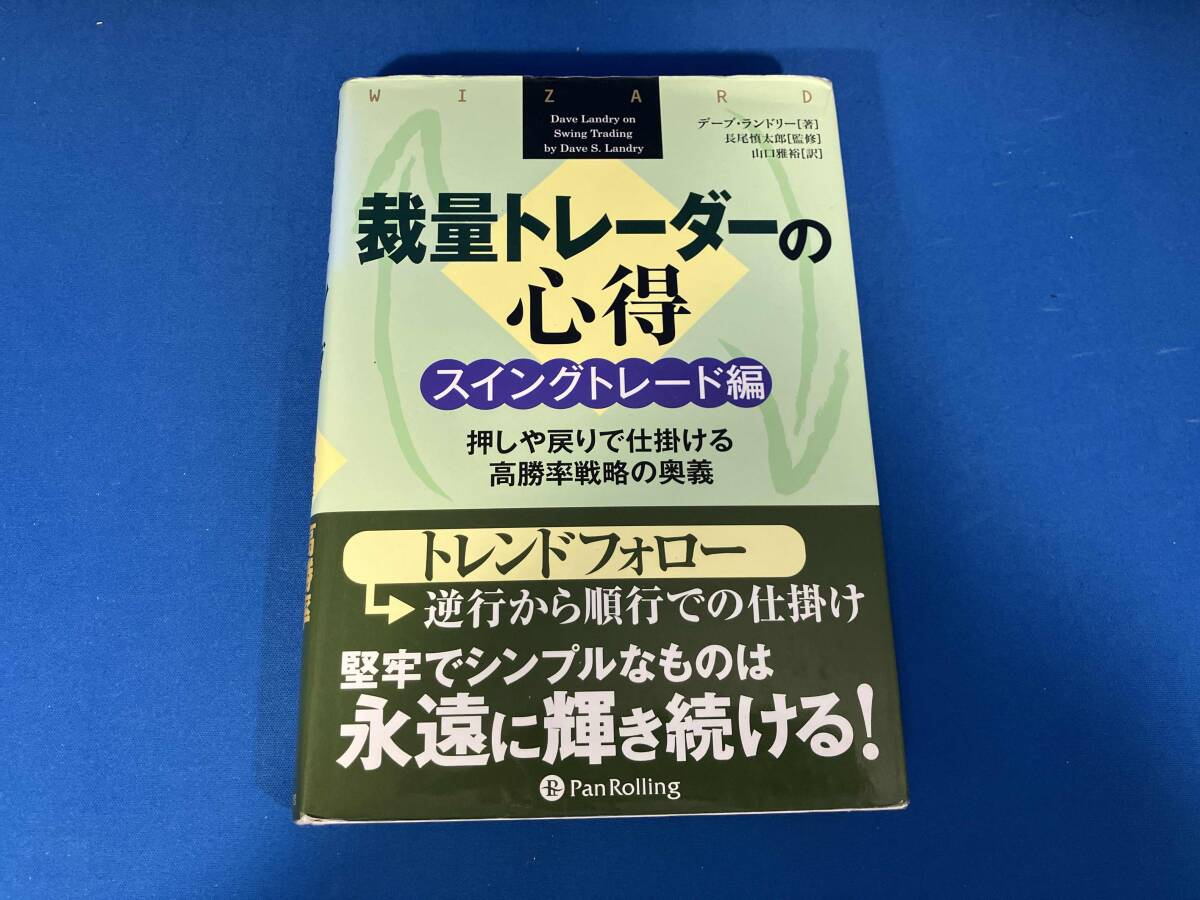 WIZARD
Dave Landry on
Swing Trading
by Dave S. Landry
デーブ・ランドリー[著]
長尾慎太郎[監修]
山口雅裕[訳]
裁量トレーダーの
心得
スイングトレード編
押しや戻りで仕掛ける
高勝率戦略の奥義
トレンドフォロー
逆行から順行での仕掛け
堅牢でシンプルなものは
永遠に輝き続ける!
PanRolling